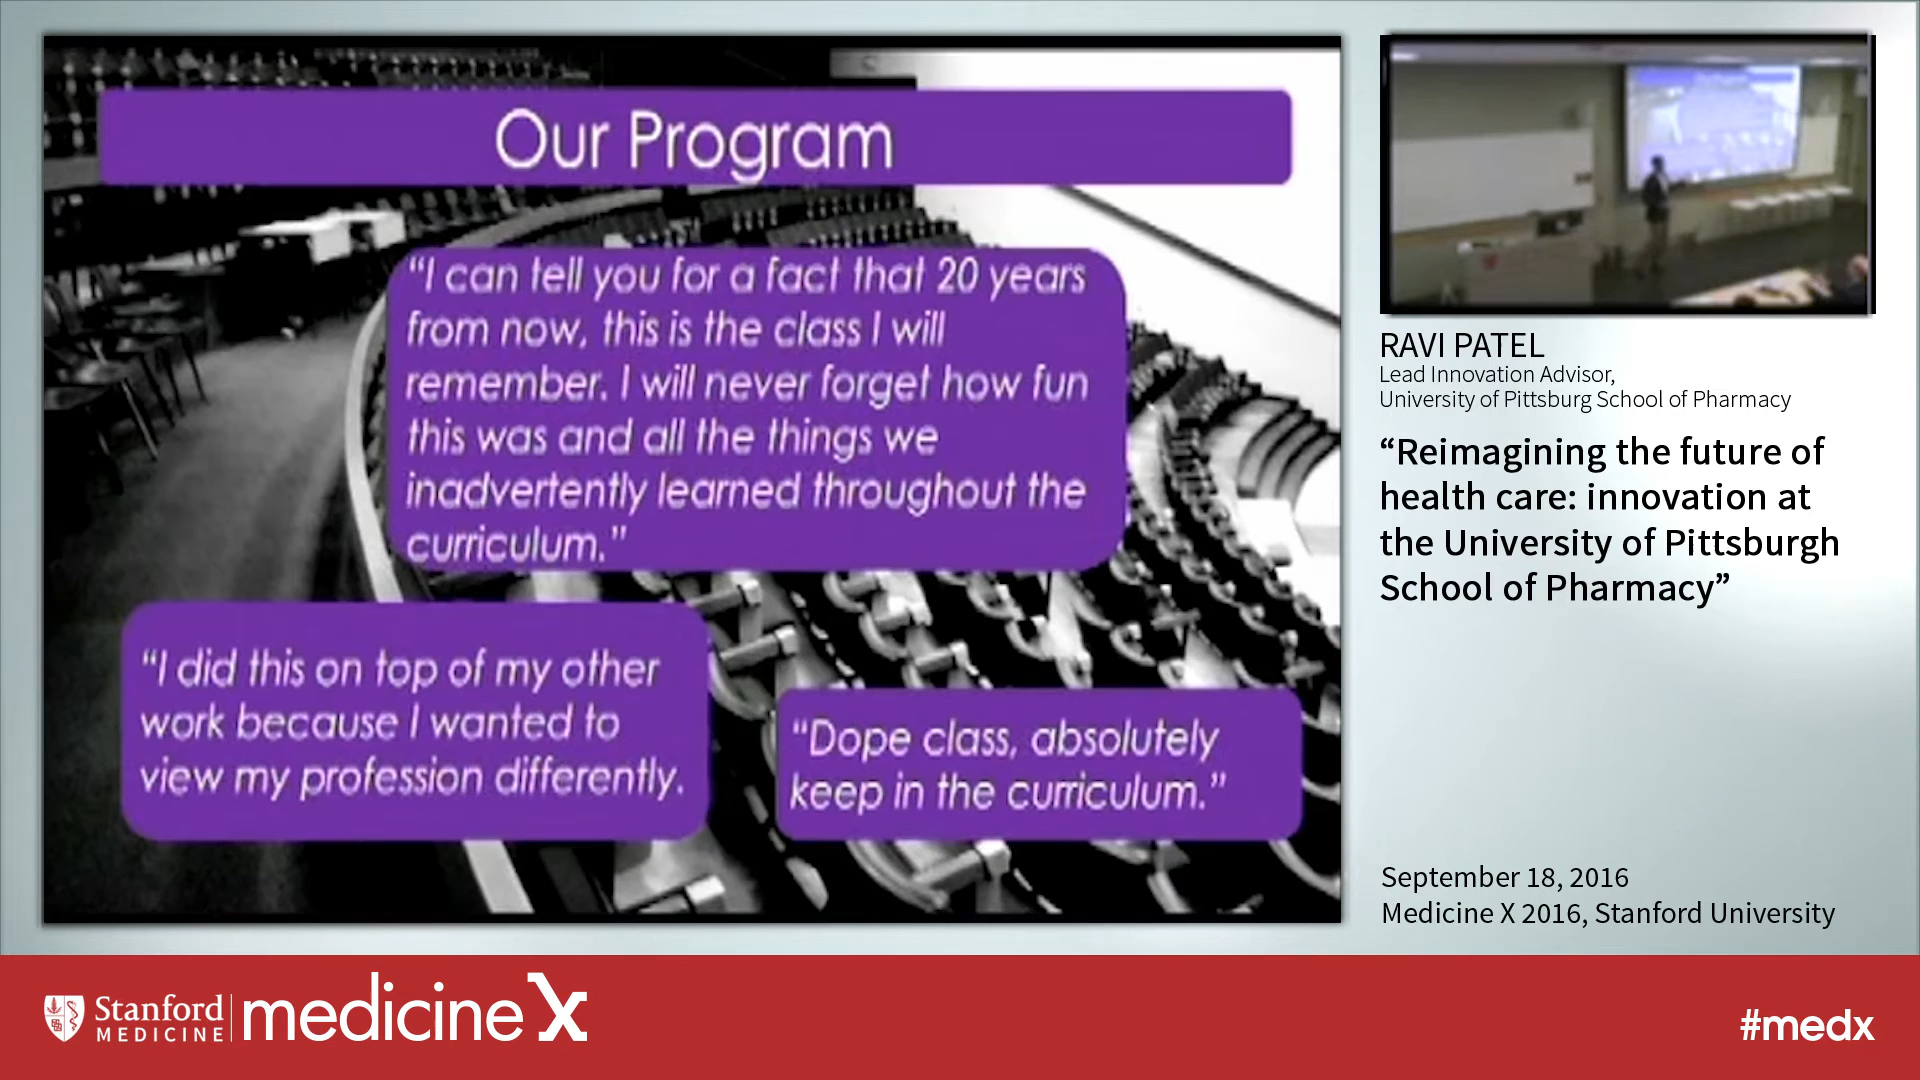 Our Program
“I can tell you for a fact that 20 years
from now, this is the class I will
remember. I will never forget how fun
this was and all the things we
inadvertently learned throughout the
curriculum.”
“I did this on top of my other
work because I wanted to
view my profession differently.
“Dope class, absolutely
keep in the curriculum.”
RAVI PATEL
Lead Innovation Advisor,
University of Pittsburg School of Pharmacy
“Reimagining the future of
health care: innovation at
the University of Pittsburgh
School of Pharmacy”
September 18, 2016
Medicine X 2016, Stanford University
Stanford
MEDICINE
medicine X
#medx